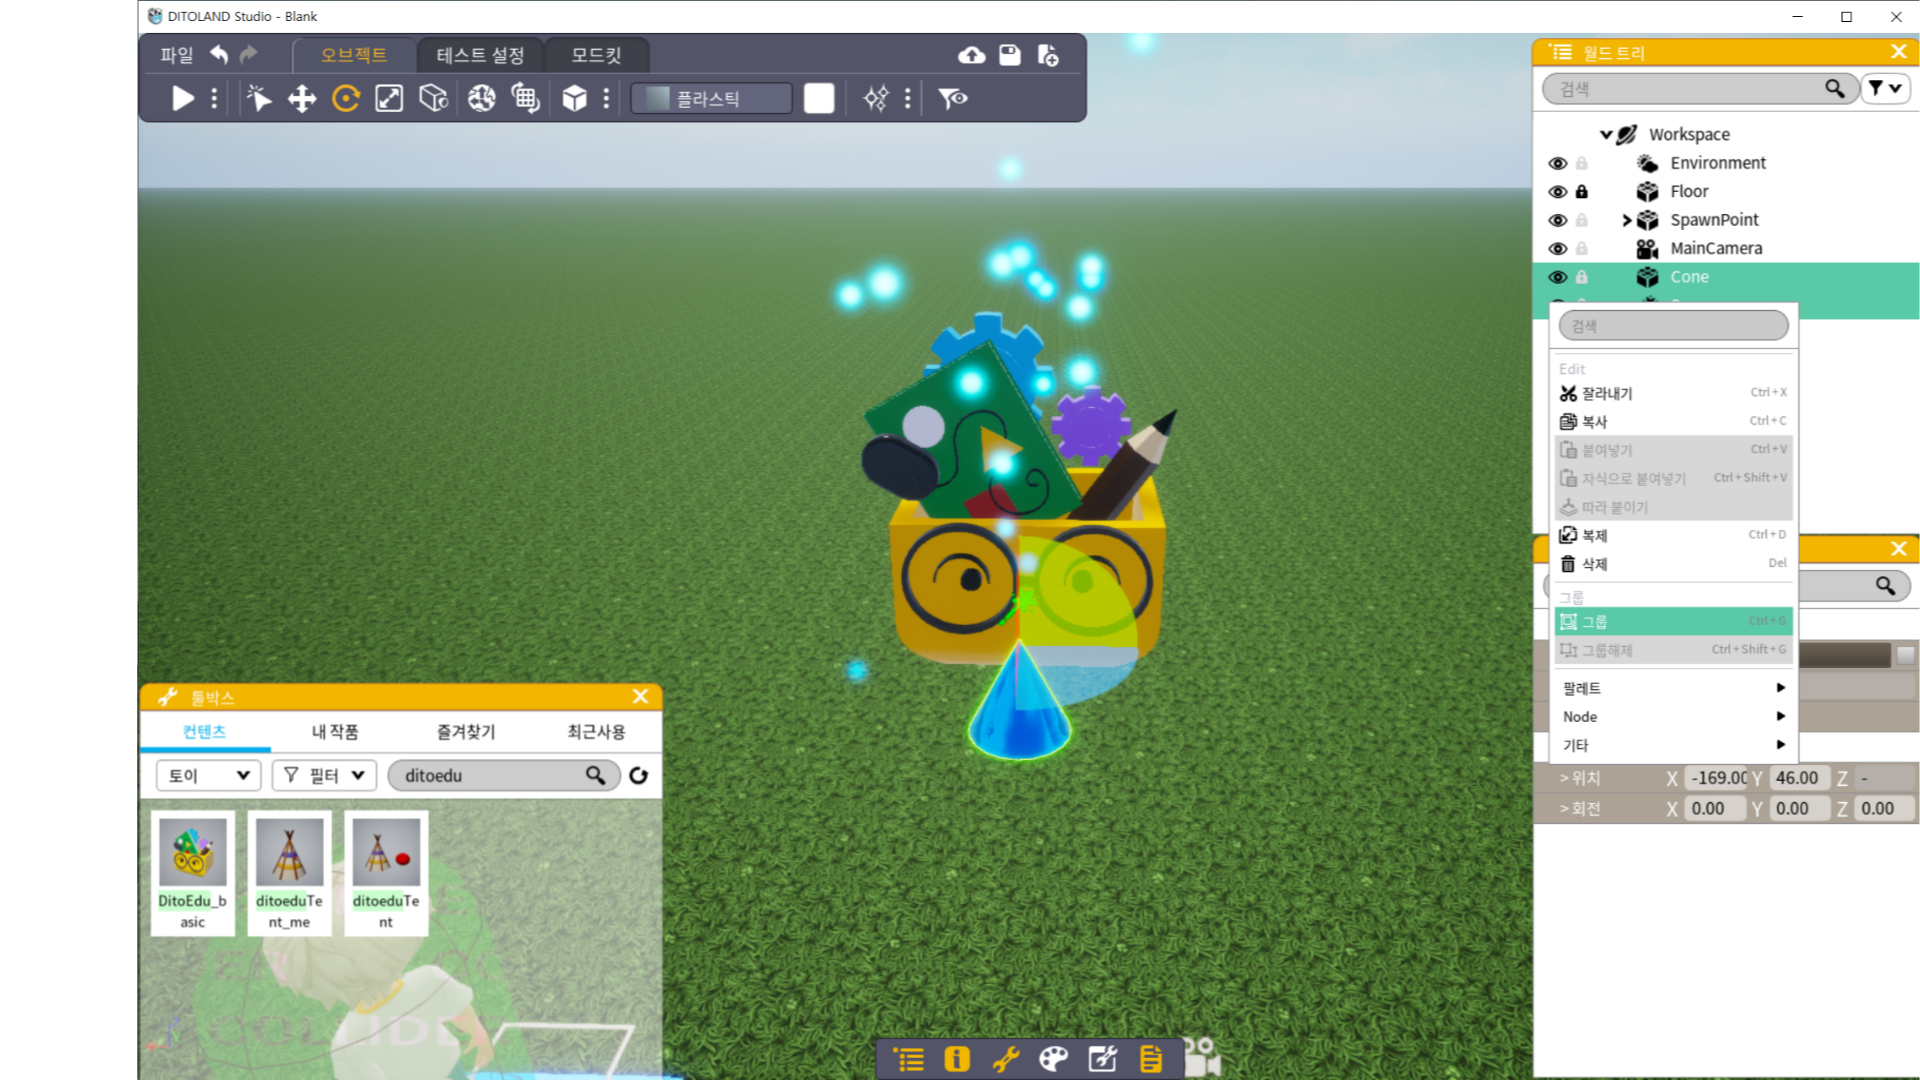 DITOLAND Studio - Blank
파일
오브젝트
테스트 설정
모드킷
플라스틱
월드 트리
검색
Workspace
Environment
Floor
SpawnPoint
MainCamera
Cone
검색
Edit
잘라내기 Ctrl+X
복사 Ctrl+C
붙여넣기 Ctrl+V
자식으로 붙여넣기 Ctrl+Shift+V
따라 붙이기
복제 Ctrl+D
삭제 Del
그룹
그룹 Ctrl+G
그룹해제 Ctrl+Shift+G
팔레트
Node
기타
>위치 X -169.00 Y 46.00 Z -
>회전 X 0.00 Y 0.00 Z 0.00
툴박스
컨텐츠 내 작품 즐겨찾기 최근사용
토이 필터 ditoedu
DitoEdu_b
asic
ditoeduTe
nt_me
ditoeduTe
nt